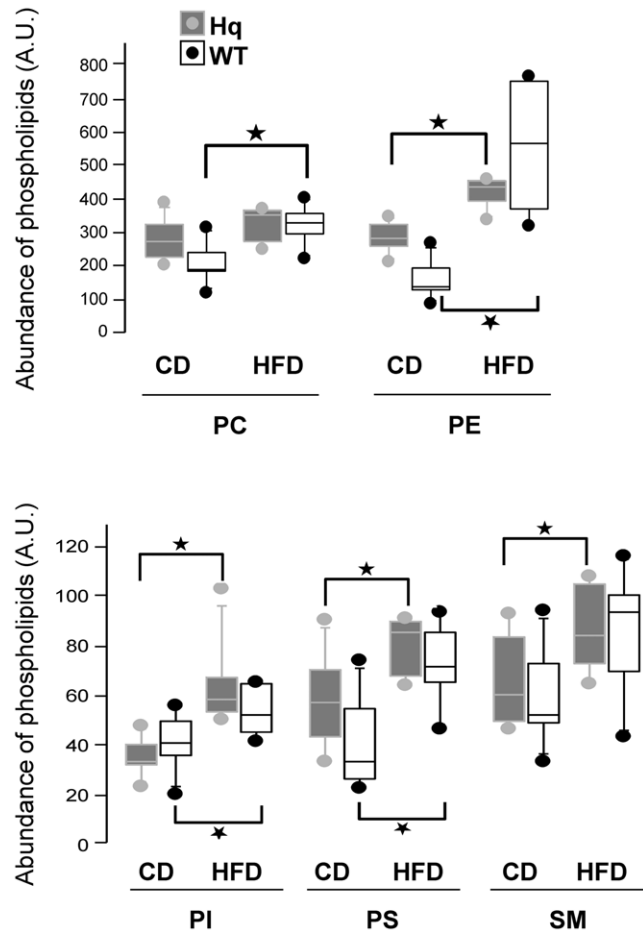 Hq
WT
Abundance of phospholipids (A.U.)
800
700
600
500
400
300
200
100
0
CD HFD CD HFD
PC PE
Abundance of phospholipids (A.U.)
120
100
80
60
40
20
0
CD HFD CD HFD CD HFD
PI PS SM